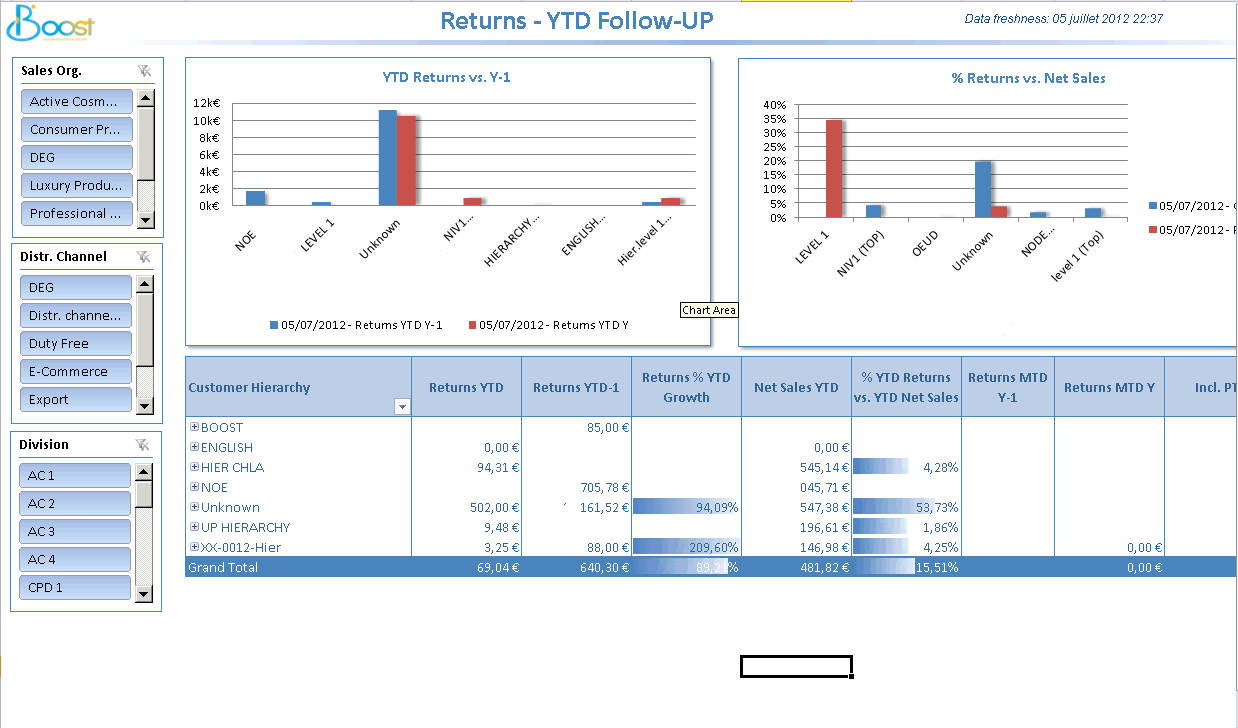 Boost
Returns - YTD Follow-UP
Data freshness: 05 juillet 2012 22:37
Sales Org.
Active Cosm...
Consumer Pr...
DEG
Luxury Produ...
Professional ...
Distr. Channel
DEG
Distr. channe...
Duty Free
E-Commerce
Export
Division
AC 1
AC 2
AC 3
AC 4
CPD 1
YTD Returns vs. Y-1
12k€
10k€
8k€
6k€
4k€
2k€
0k€
NOE
LEVEL 1
Unknown
NIV1...
HIERARCHY...
ENGLISH...
Hier.level 1...
05/07/2012 - Returns YTD Y-1
05/07/2012 - Returns YTD Y
Chart Area
% Returns vs. Net Sales
40%
35%
30%
25%
20%
15%
10%
5%
0%
LEVEL 1
NIV1 (TOP)
OEUD
Unknown
NODE...
level 1 (Top)
05/07/2012 -
05/07/2012 -
Customer Hierarchy Returns YTD Returns YTD-1 Returns % YTD Growth Net Sales YTD % YTD Returns vs. YTD Net Sales Returns MTD Y-1 Returns MTD Y Incl. PT
BOOST 85,00 €
ENGLISH 0,00 € 0,00 €
HIER CHLA 94,31 € 545,14 € 4,28%
NOE 705,78 € 045,71 €
Unknown 502,00 € 161,52 € 94,09% 547,38 € 53,73%
UP HIERARCHY 9,48 € 196,61 € 1,86%
XX-0012-Hier 3,25 € 88,00 € 209,60% 146,98 € 4,25% 0,00 €
Grand Total 69,04 € 640,30 € 89,21% 481,82 € 15,51% 0,00 €